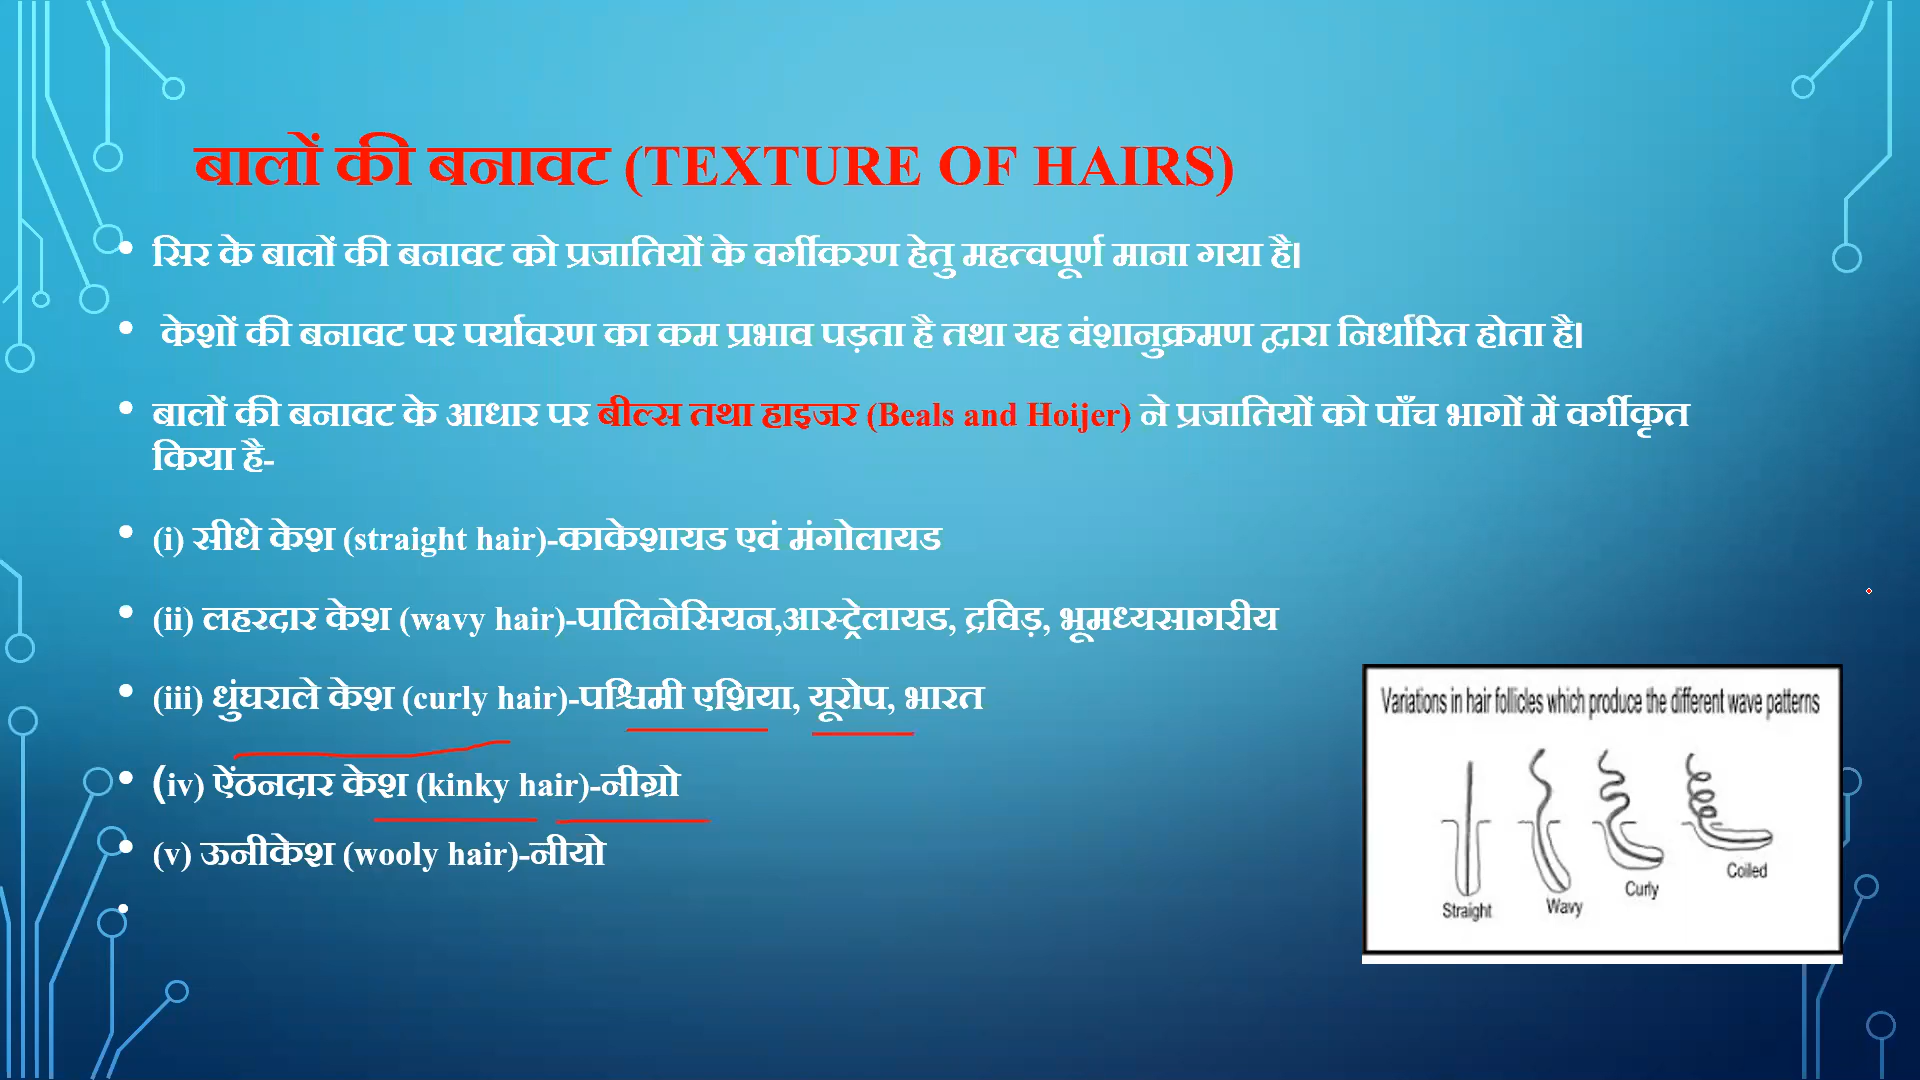 बालों की बनावट (TEXTURE OF HAIRS)
• सिर के बालों की बनावट को प्रजातियों के वर्गीकरण हेतु महत्वपूर्ण माना गया है।
• केशों की बनावट पर पर्यावरण का कम प्रभाव पड़ता है तथा यह वंशानुक्रमण द्वारा निर्धारित होता है।
• बालों की बनावट के आधार पर बील्स तथा हाइजर (Beals and Hoijer) ने प्रजातियों को पाँच भागों में वर्गीकृत
किया है-
• (i) सीधे केश (straight hair)-काकेशायड एवं मंगोलायड
• (ii) लहरदार केश (wavy hair)-पालिनेसियन,आस्ट्रेलायड, द्रविड़, भूमध्यसागरीय
• (iii) धुंघराले केश (curly hair)-पश्चिमी एशिया, यूरोप, भारत
• (iv) ऐंठनदार केश (kinky hair)-नीग्रो
• (v) ऊनीकेश (wooly hair)-नीयो
•
Variations in hair follicles which produce the different wave patterns
Straight
Wavy
Curly
Coiled